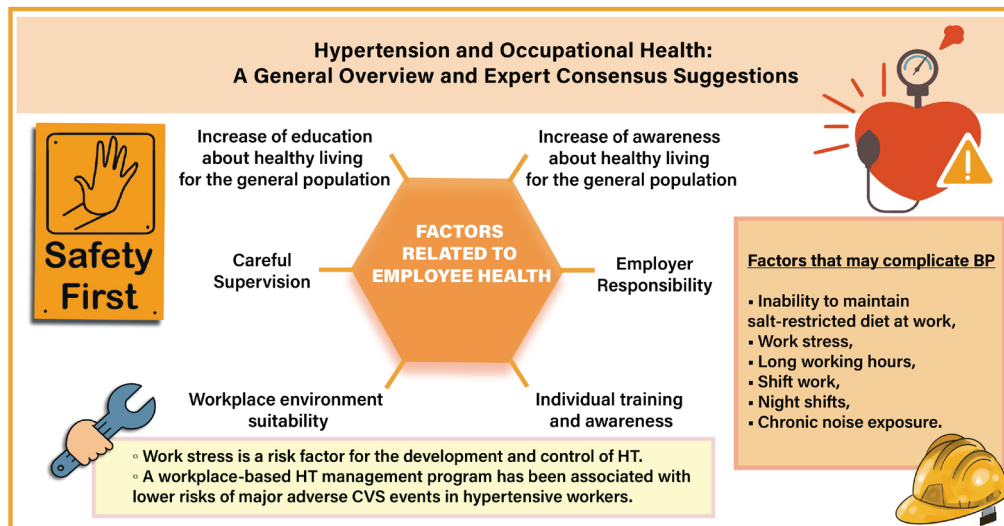 Hypertension and Occupational Health:
A General Overview and Expert Consensus Suggestions
Safety
First
Increase of education
about healthy living
for the general population
Increase of awareness
about healthy living
for the general population
FACTORS
RELATED TO
EMPLOYEE HEALTH
Careful
Supervision
Employer
Responsibility
Workplace environment
suitability
Individual training
and awareness
Factors that may complicate BP
▪ Inability to maintain
salt-restricted diet at work,
▪ Work stress,
▪ Long working hours,
▪ Shift work,
▪ Night shifts,
▪ Chronic noise exposure.
◦ Work stress is a risk factor for the development and control of HT.
◦ A workplace-based HT management program has been associated with
lower risks of major adverse CVS events in hypertensive workers.